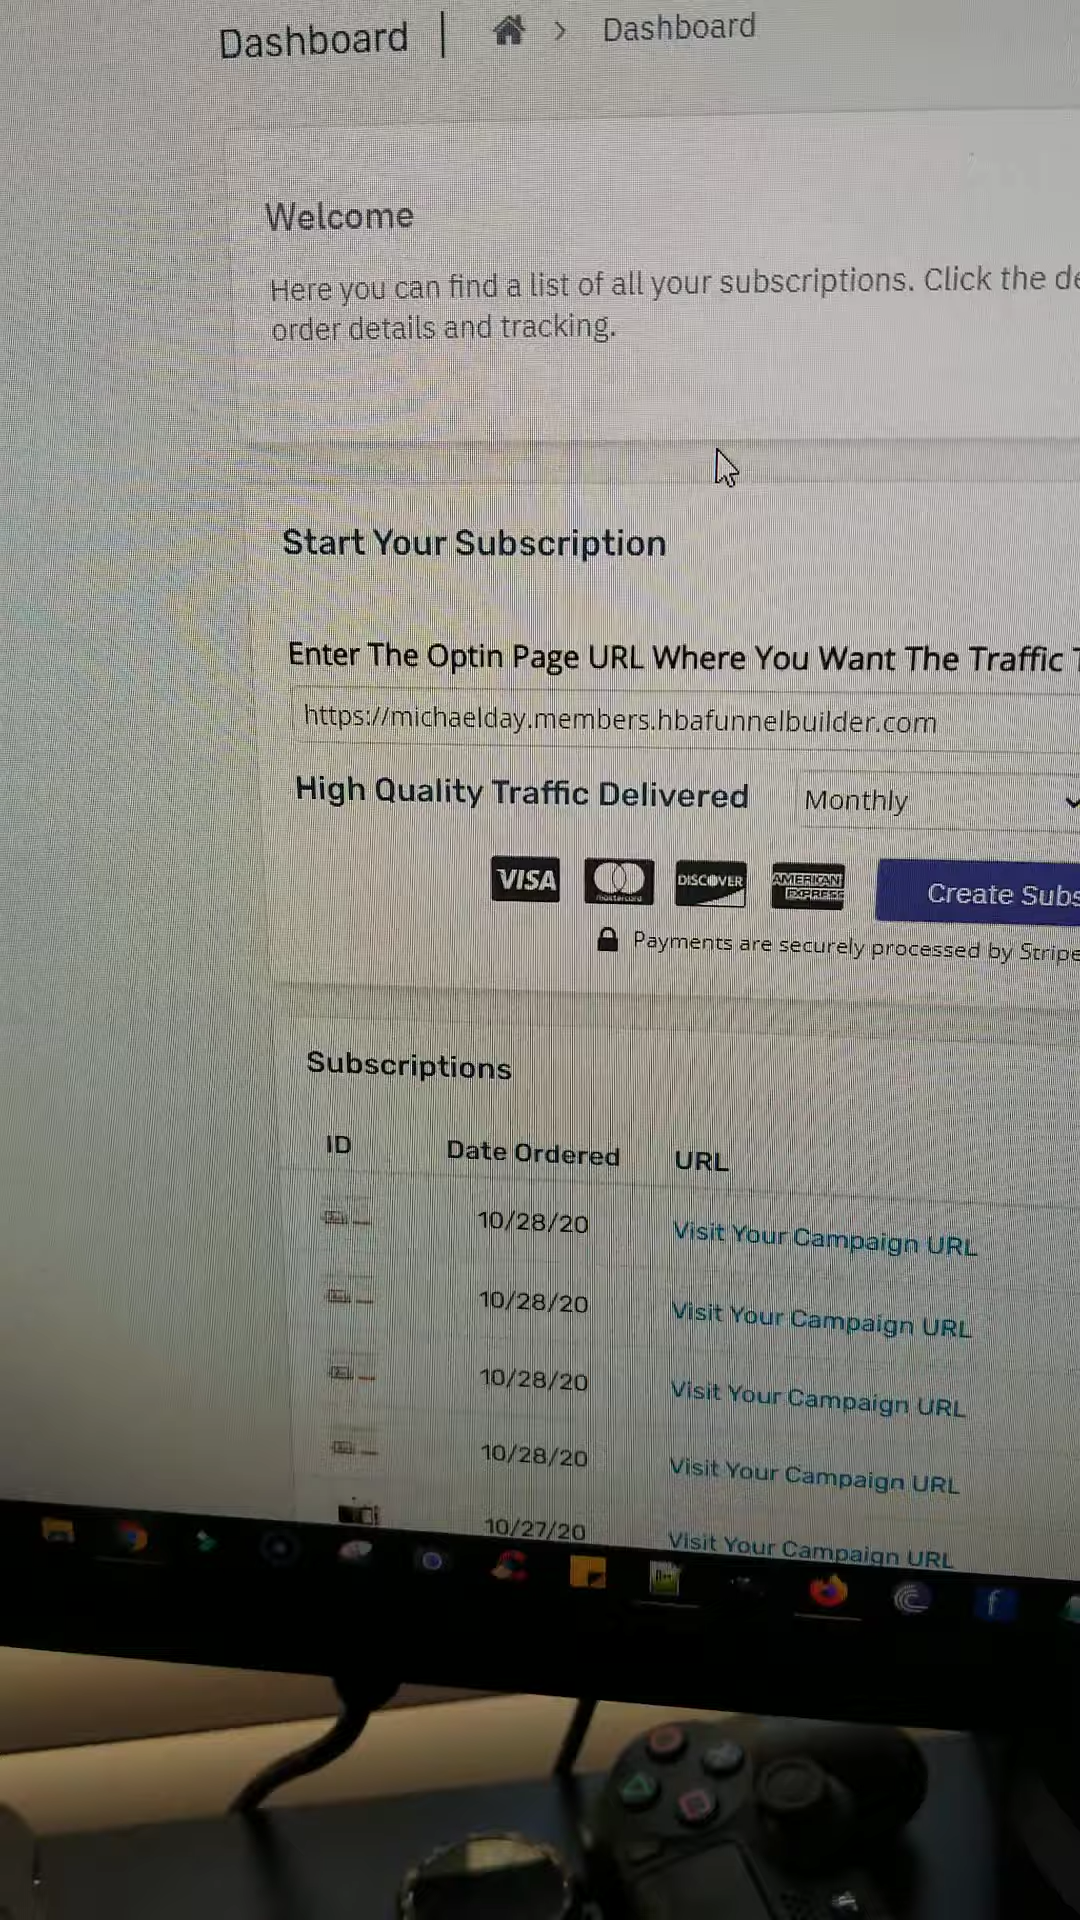 Dashboard | > Dashboard
Welcome
Here you can find a list of all your subscriptions. Click the
order details and tracking.
Start Your Subscription
Enter The Optin Page URL Where You Want The Traffic
https://michaelday.members.hbafunnelbuilder.com
High Quality Traffic Delivered Monthly
VISA mastercard DISCOVER AMERICAN EXPRESS Create Subs
Payments are securely processed by Stripe
Subscriptions
ID Date Ordered URL
10/28/20 Visit Your Campaign URL
10/28/20 Visit Your Campaign URL
10/28/20 Visit Your Campaign URL
10/28/20 Visit Your Campaign URL
10/27/20 Visit Your Campaign URL
f